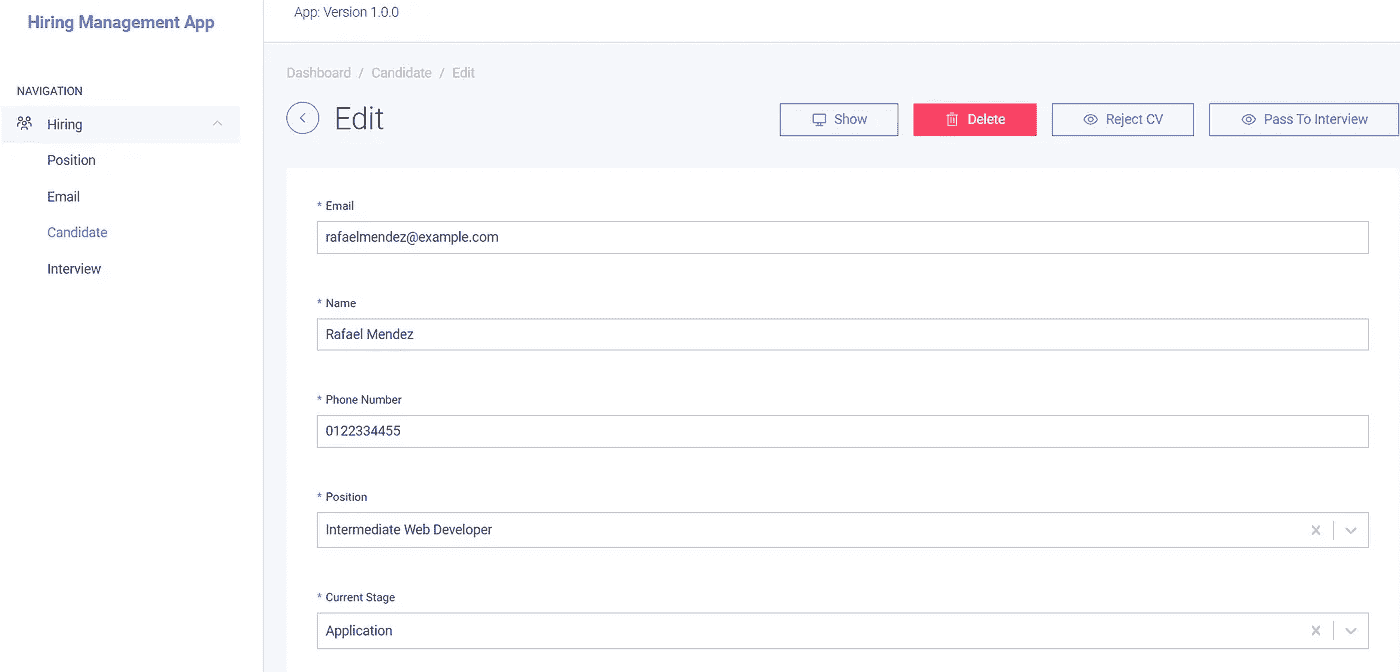 Hiring Management App
App: Version 1.0.0
NAVIGATION
Hiring
Position
Email
Candidate
Interview
Dashboard / Candidate / Edit
Edit
Show
Delete
Reject CV
Pass To Interview
* Email
rafaelmendez@example.com
* Name
Rafael Mendez
* Phone Number
0122334455
* Position
Intermediate Web Developer
* Current Stage
Application